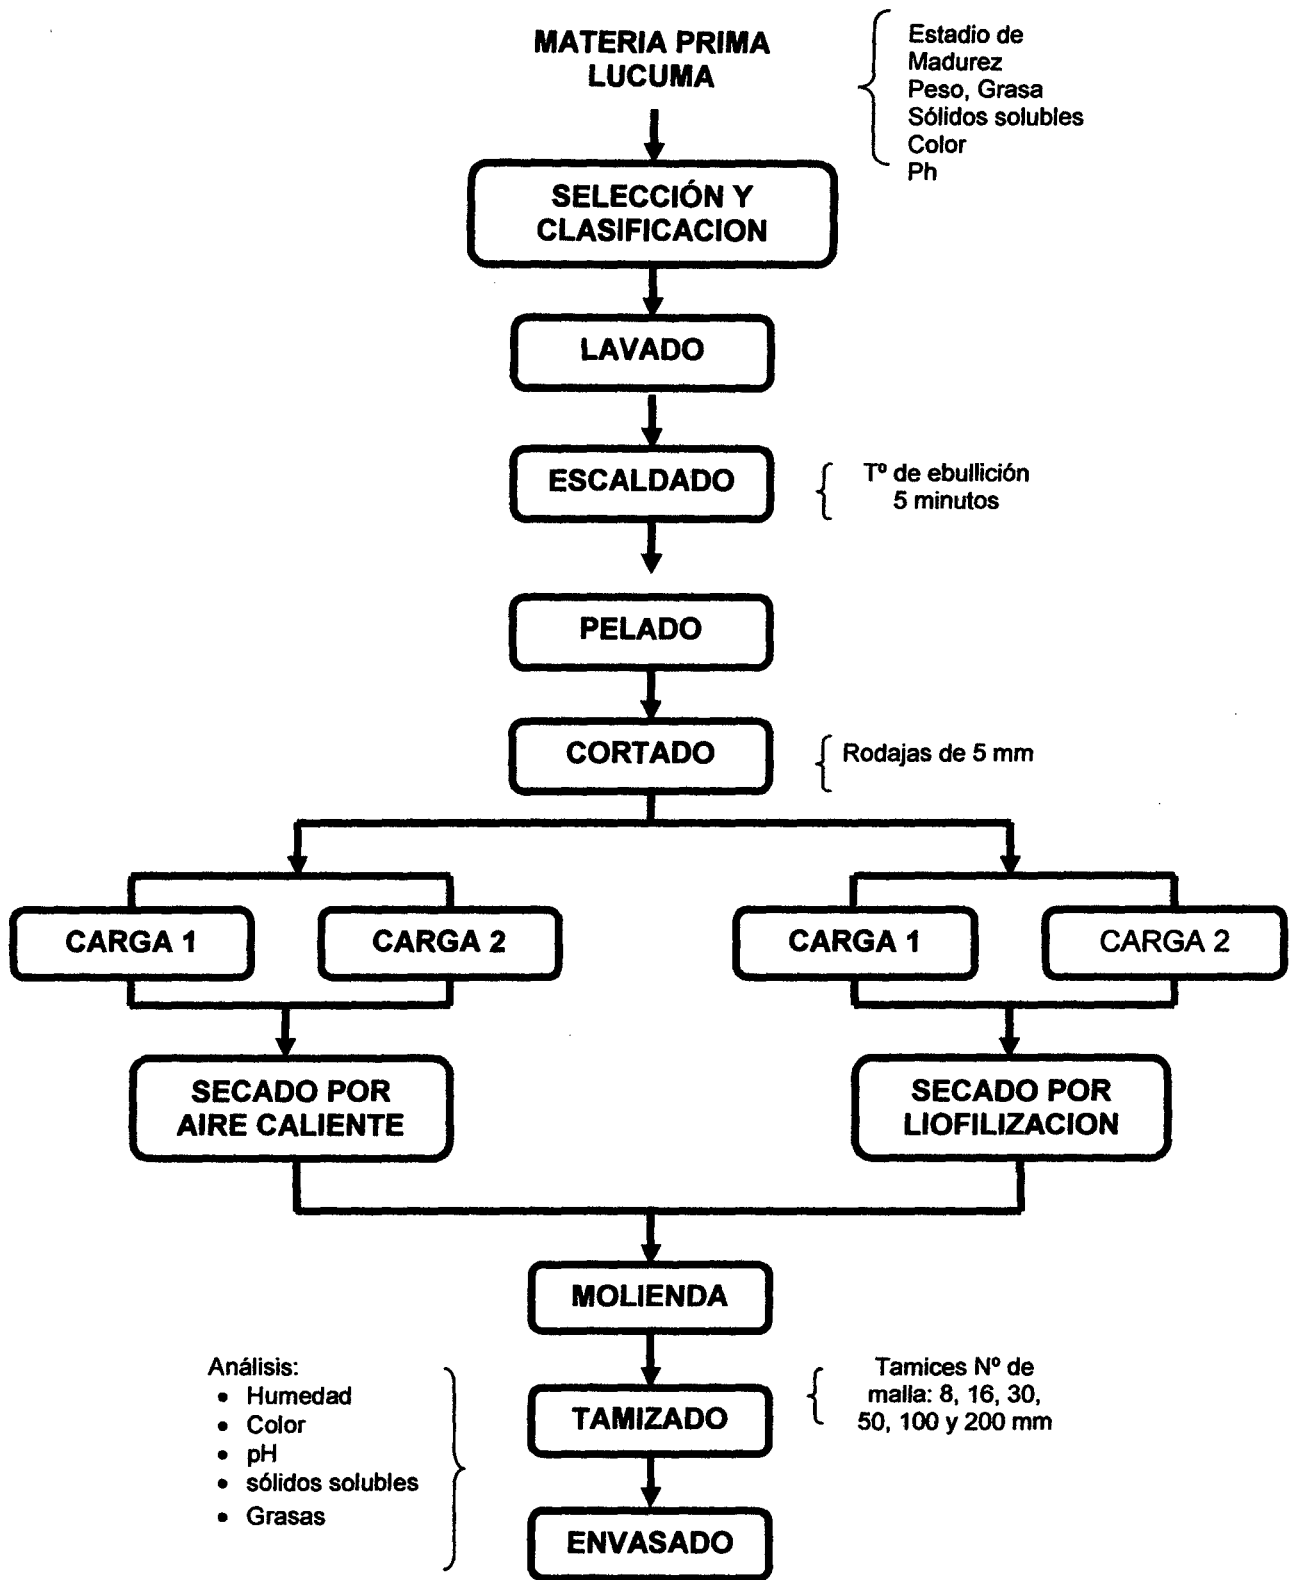 MATERIA PRIMA
LUCUMA
Estadio de
Madurez
Peso, Grasa
Sólidos solubles
Color
Ph
SELECCIÓN Y
CLASIFICACION
LAVADO
ESCALDADO
Tº de ebullición
5 minutos
PELADO
CORTADO
Rodajas de 5 mm
CARGA 1
CARGA 2
CARGA 1
CARGA 2
SECADO POR
AIRE CALIENTE
SECADO POR
LIOFILIZACION
MOLIENDA
Análisis:
• Humedad
• Color
• pH
• sólidos solubles
• Grasas
TAMIZADO
Tamices Nº de
malla: 8, 16, 30,
50, 100 y 200 mm
ENVASADO